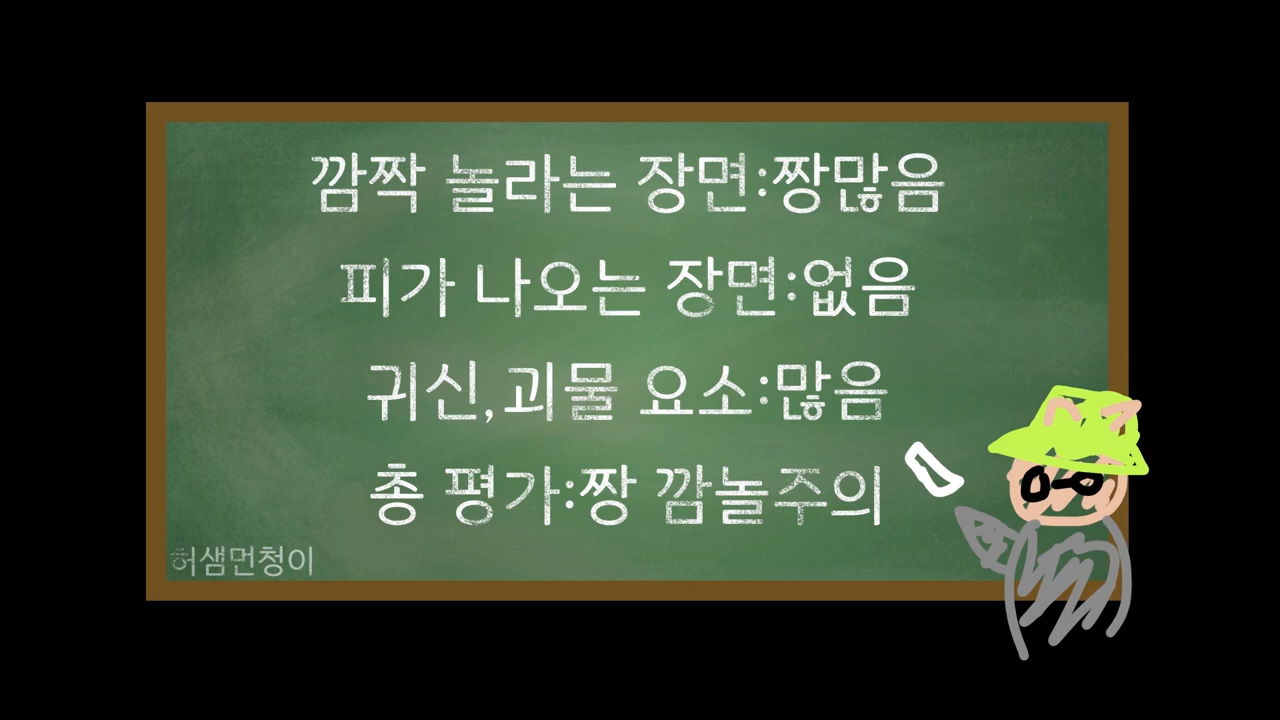 깜짝 놀라는 장면:짱많음
피가 나오는 장면:없음
귀신,괴물 요소:많음
총 평가:짱 깜놀주의
허샘먼청이